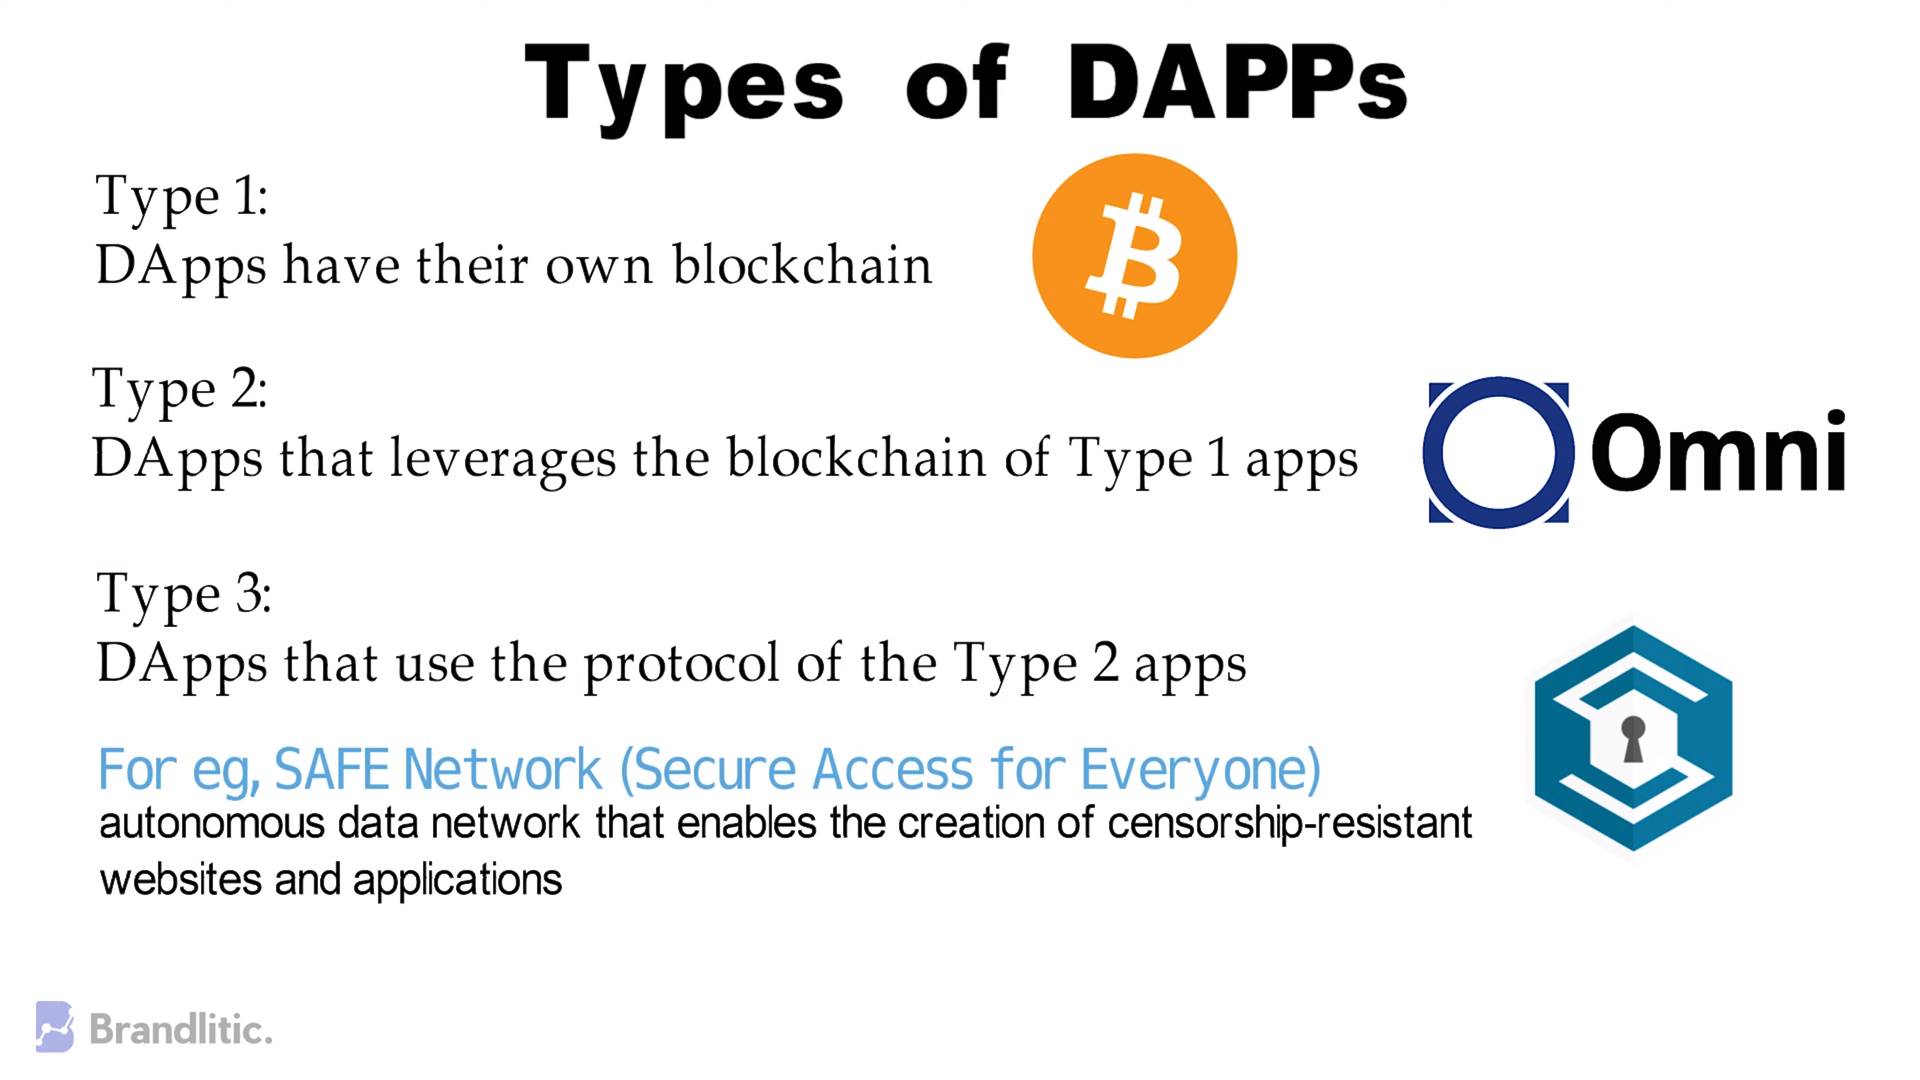 Types of DAPPs
Type 1:
DApps have their own blockchain
Type 2:
DApps that leverages the blockchain of Type 1 apps
Omni
Type 3:
DApps that use the protocol of the Type 2 apps
For eg, SAFE Network (Secure Access for Everyone)
autonomous data network that enables the creation of censorship-resistant
websites and applications
Brandlitic.